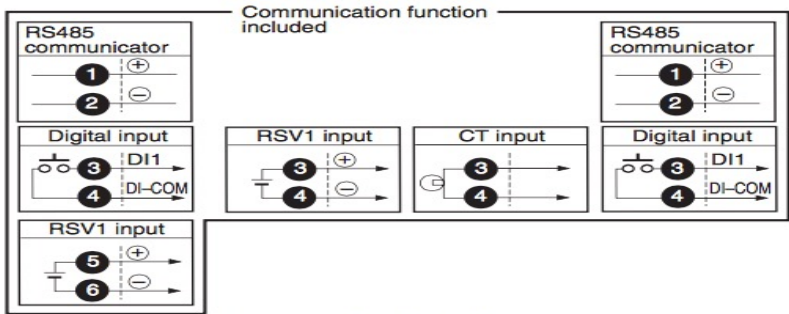 Communication function
included
RS485
communicator
1 ⊕
2 ⊖
RS485
communicator
1 ⊕
2 ⊖
Digital input
3 DI1
4 DI–COM
RSV1 input
3 ⊕
4 ⊖
CT input
3
4
Digital input
3 DI1
4 DI–COM
RSV1 input
5 ⊕
6 ⊖